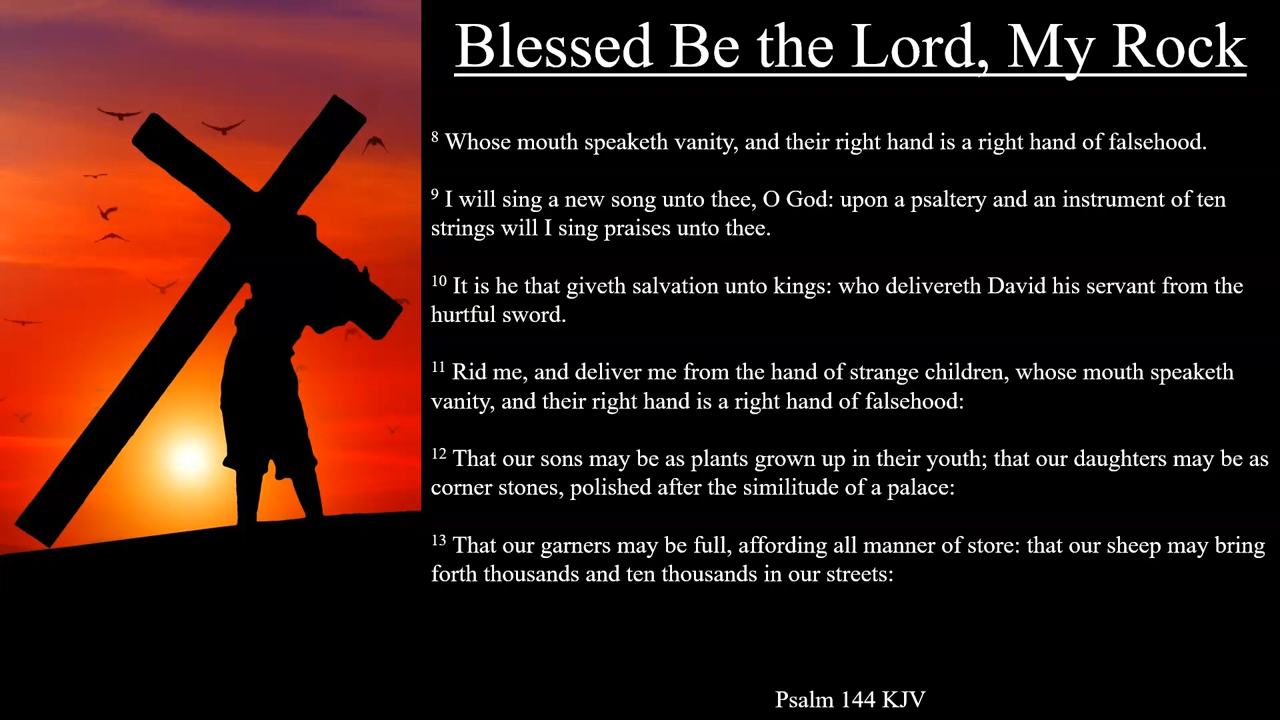 Blessed Be the Lord, My Rock
8 Whose mouth speaketh vanity, and their right hand is a right hand of falsehood.
9 I will sing a new song unto thee, O God: upon a psaltery and an instrument of ten
strings will I sing praises unto thee.
10 It is he that giveth salvation unto kings: who delivereth David his servant from the
hurtful sword.
11 Rid me, and deliver me from the hand of strange children, whose mouth speaketh
vanity, and their right hand is a right hand of falsehood:
12 That our sons may be as plants grown up in their youth; that our daughters may be as
corner stones, polished after the similitude of a palace:
13 That our garners may be full, affording all manner of store: that our sheep may bring
forth thousands and ten thousands in our streets:
Psalm 144 KJV